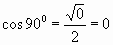 cos 90⁰ = √0/2 = 0